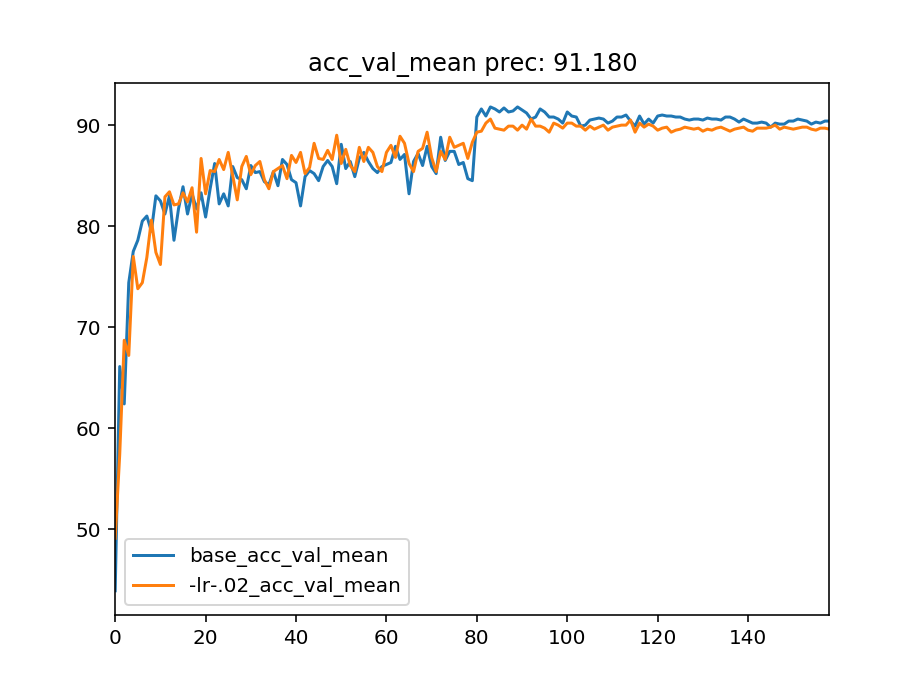 acc_val_mean prec: 91.180
90
80
70
60
50
base_acc_val_mean
-lr-.02_acc_val_mean
0 20 40 60 80 100 120 140